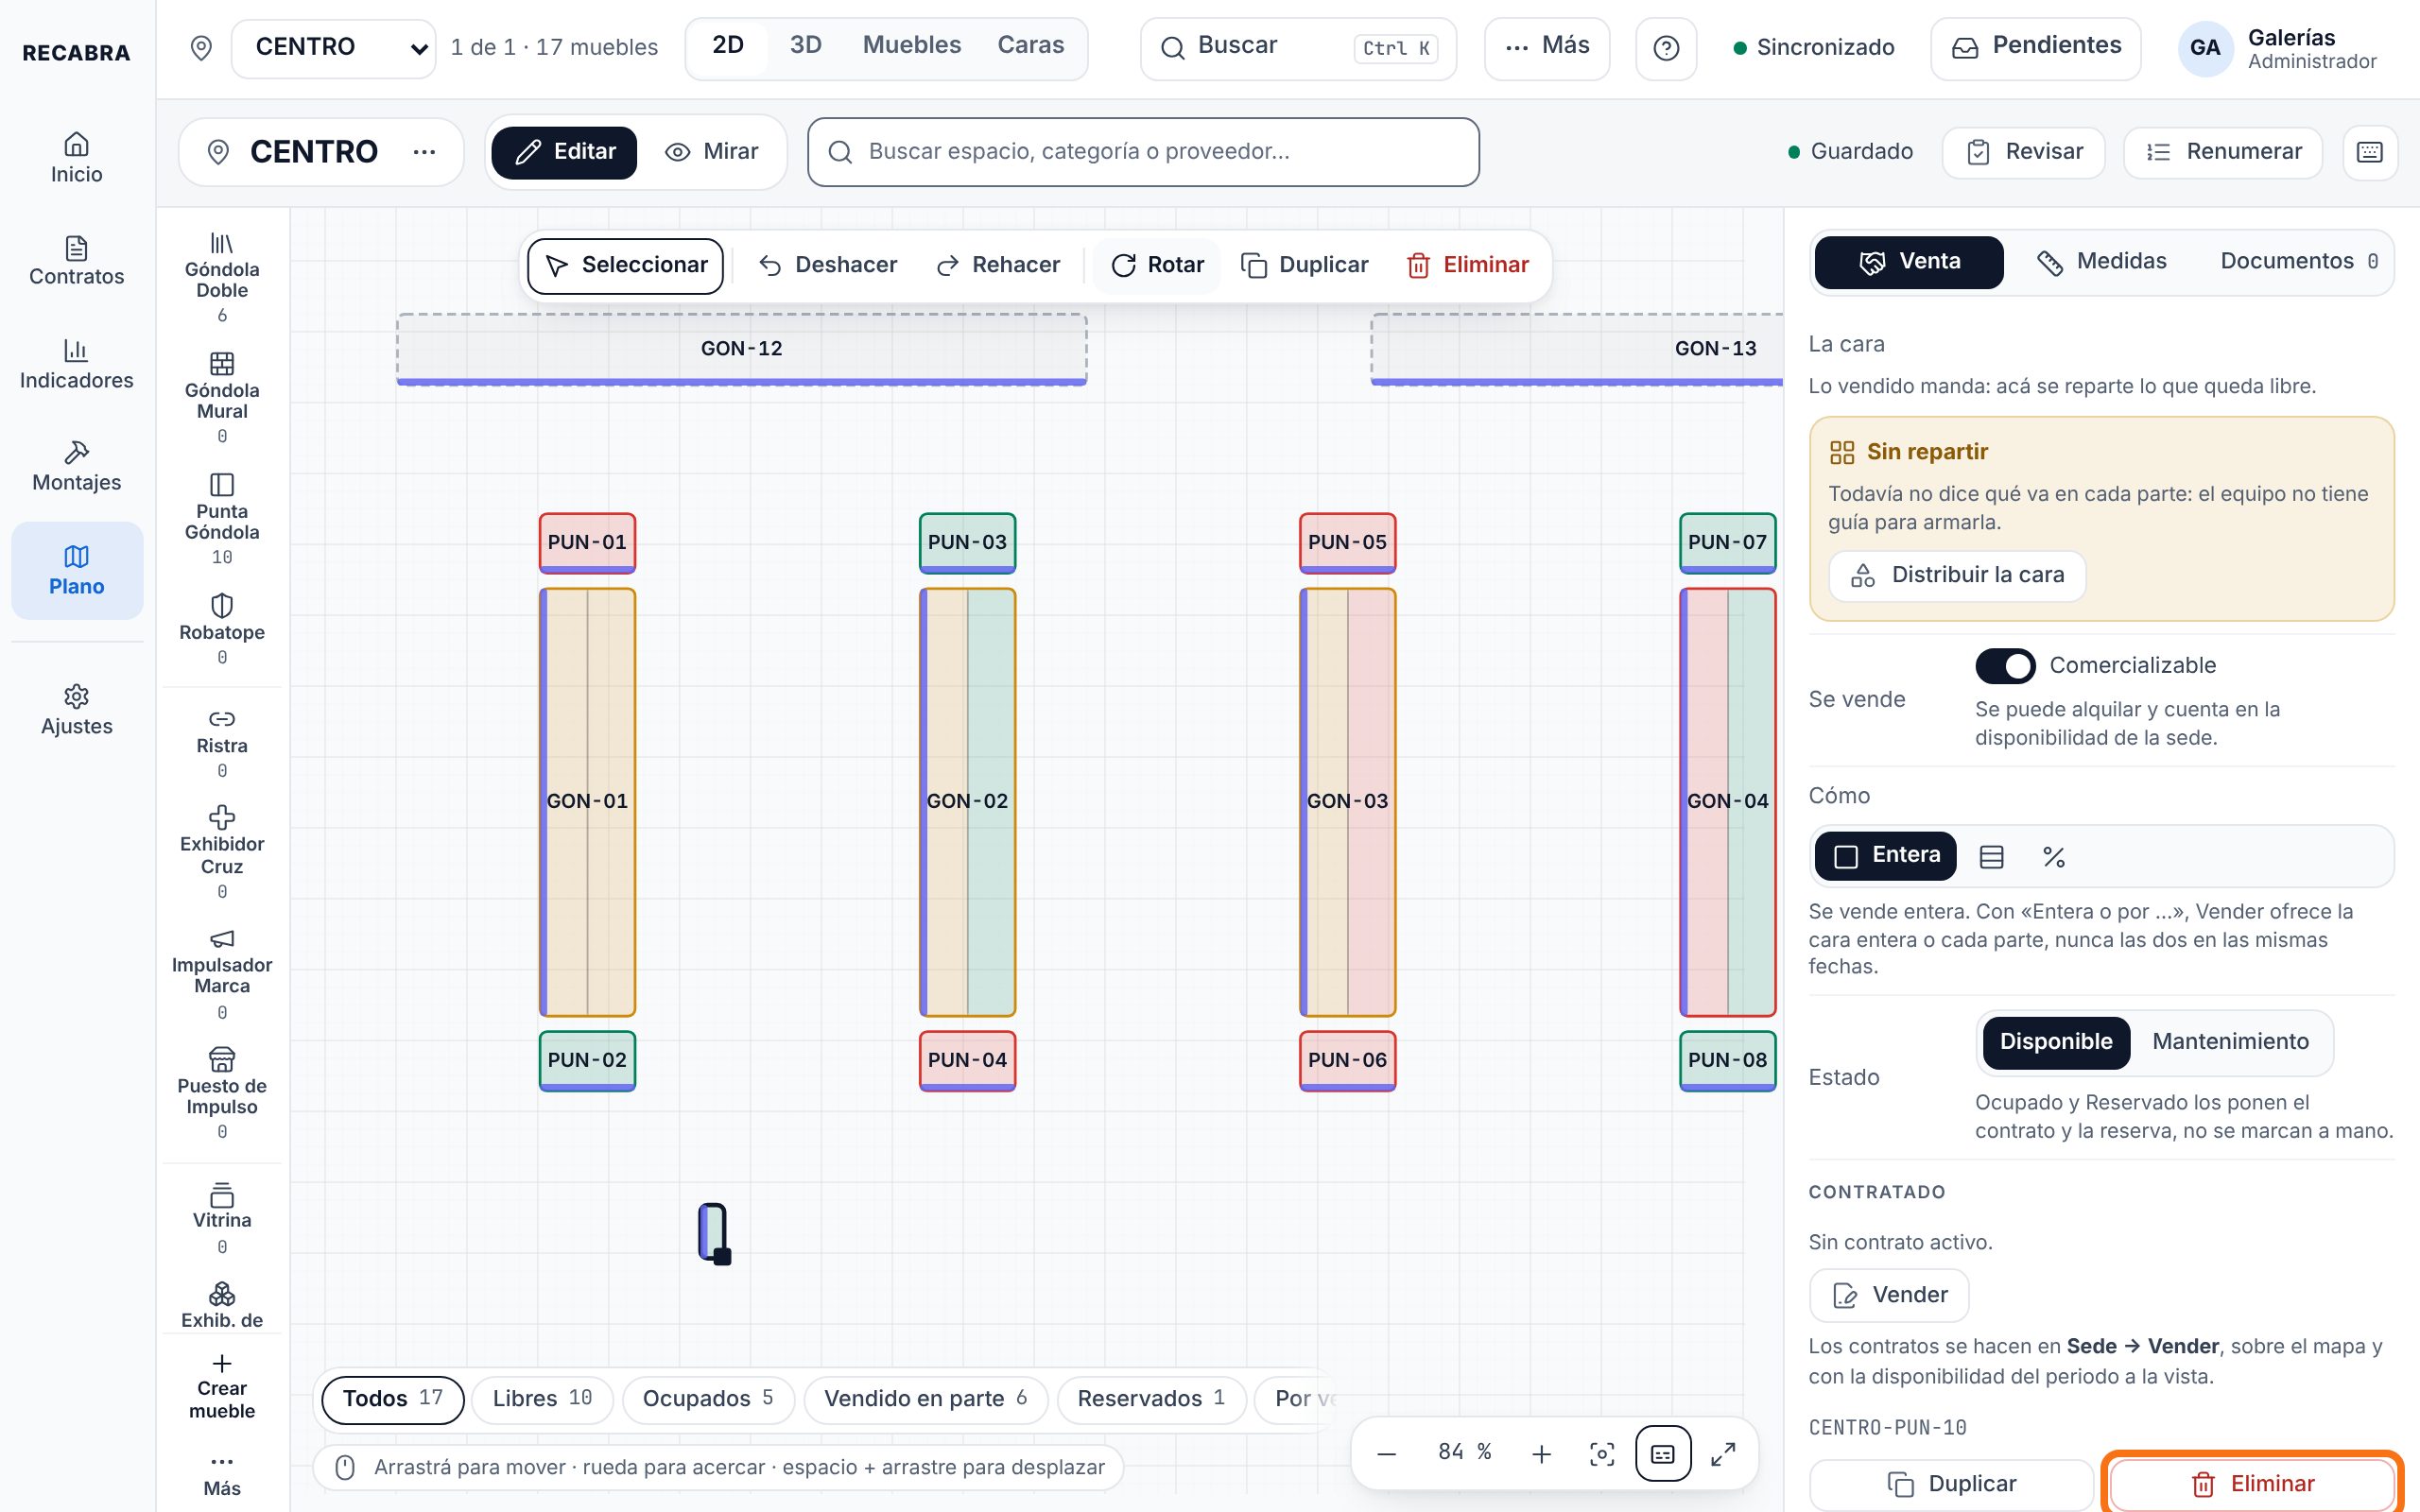 RECABRA
CENTRO
1 de 1 · 17 muebles
2D
3D
Muebles
Caras
Buscar
Ctrl K
Más
Sincronizado
Pendientes
GA
Galerías
Administrador
Inicio
Contratos
Indicadores
Montajes
Plano
Ajustes
CENTRO
Editar
Mirar
Buscar espacio, categoría o proveedor...
Guardado
Revisar
Renumerar
Góndola
Doble
6
Góndola
Mural
0
Punta
Góndola
10
Robatope
0
Ristra
0
Exhibidor
Cruz
0
Impulsador
Marca
0
Puesto de
Impulso
0
Vitrina
0
Exhib. de
Crear
mueble
Más
Seleccionar
Deshacer
Rehacer
Rotar
Duplicar
Eliminar
GON-12
GON-13
PUN-01
PUN-03
PUN-05
PUN-07
GON-01
GON-02
GON-03
GON-04
PUN-02
PUN-04
PUN-06
PUN-08
Todos 17
Libres 10
Ocupados 5
Vendido en parte 6
Reservados 1
Por
Arrastrá para mover · rueda para acercar · espacio + arrastre para desplazar
84 %
Venta
Medidas
Documentos 0
La cara
Lo vendido manda: acá se reparte lo que queda libre.
Sin repartir
Todavía no dice qué va en cada parte: el equipo no tiene
guía para armarla.
Distribuir la cara
Se vende
Comercializable
Se puede alquilar y cuenta en la
disponibilidad de la sede.
Cómo
Entera
Se vende entera. Con «Entera o por ...», Vender ofrece la
cara entera o cada parte, nunca las dos en las mismas
fechas.
Estado
Disponible
Mantenimiento
Ocupado y Reservado los ponen el
contrato y la reserva, no se marcan a mano.
CONTRATADO
Sin contrato activo.
Vender
Los contratos se hacen en Sede → Vender, sobre el mapa y
con la disponibilidad del periodo a la vista.
CENTRO-PUN-10
Duplicar
Eliminar